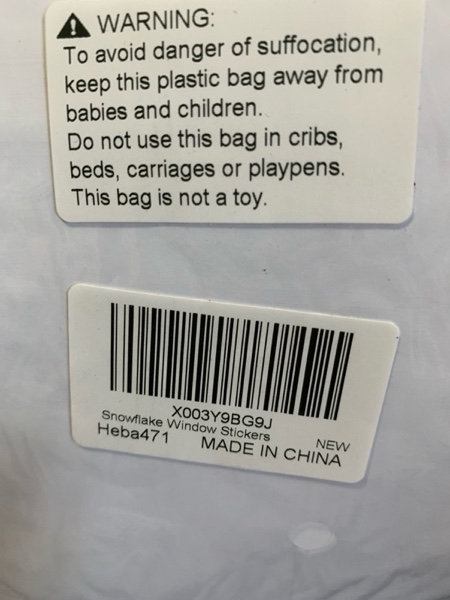 WARNING:
To avoid danger of suffocation,
keep this plastic bag away from
babies and children.
Do not use this bag in cribs,
beds, carriages or playpens.
This bag is not a toy.
X003Y9BG9J
Snowflake Window Stickers
NEW
Heba471 MADE IN CHINA